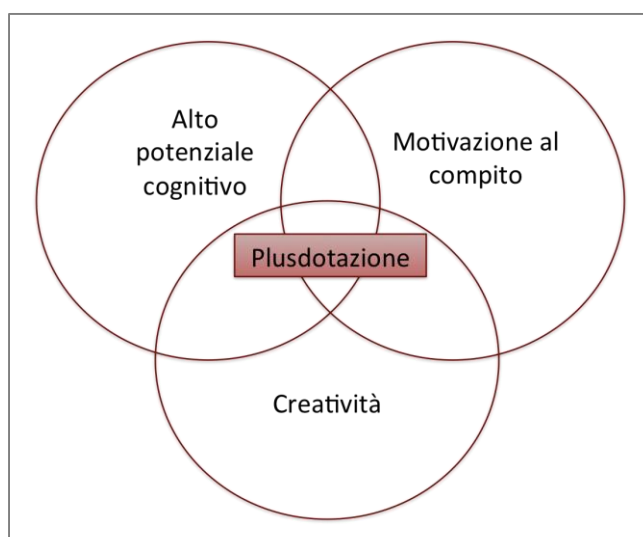 Alto
potenziale
cognitivo
Motivazione al
compito
Plusdotazione
Creatività